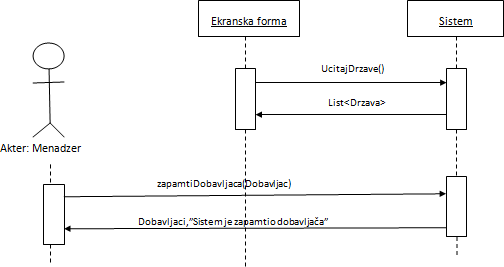 Ekranska forma
Sistem
UcitajDrzave()
List<Drzava>
Akter: Menadzer
zapamtiDobavljaca(Dobavljac)
Dobavljaci,"Sistem je zapamtio dobavljača"